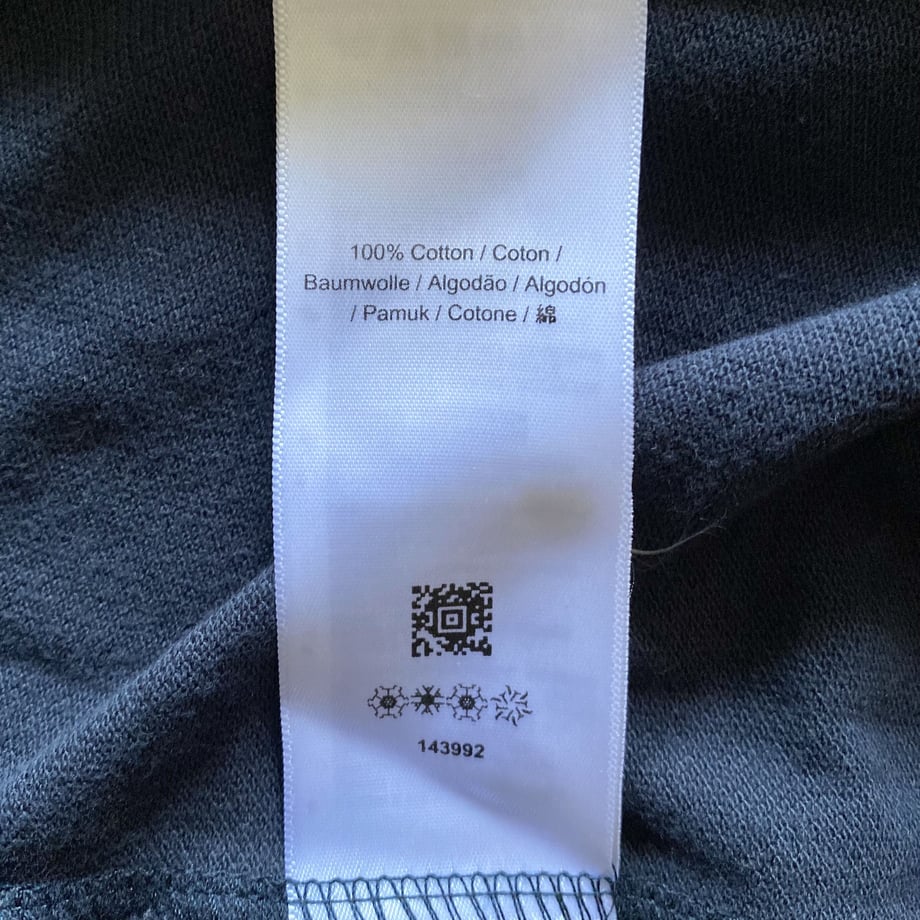 100% Cotton / Coton /
Baumwolle / Algodão / Algodón
/ Pamuk / Cotone / 綿
143992